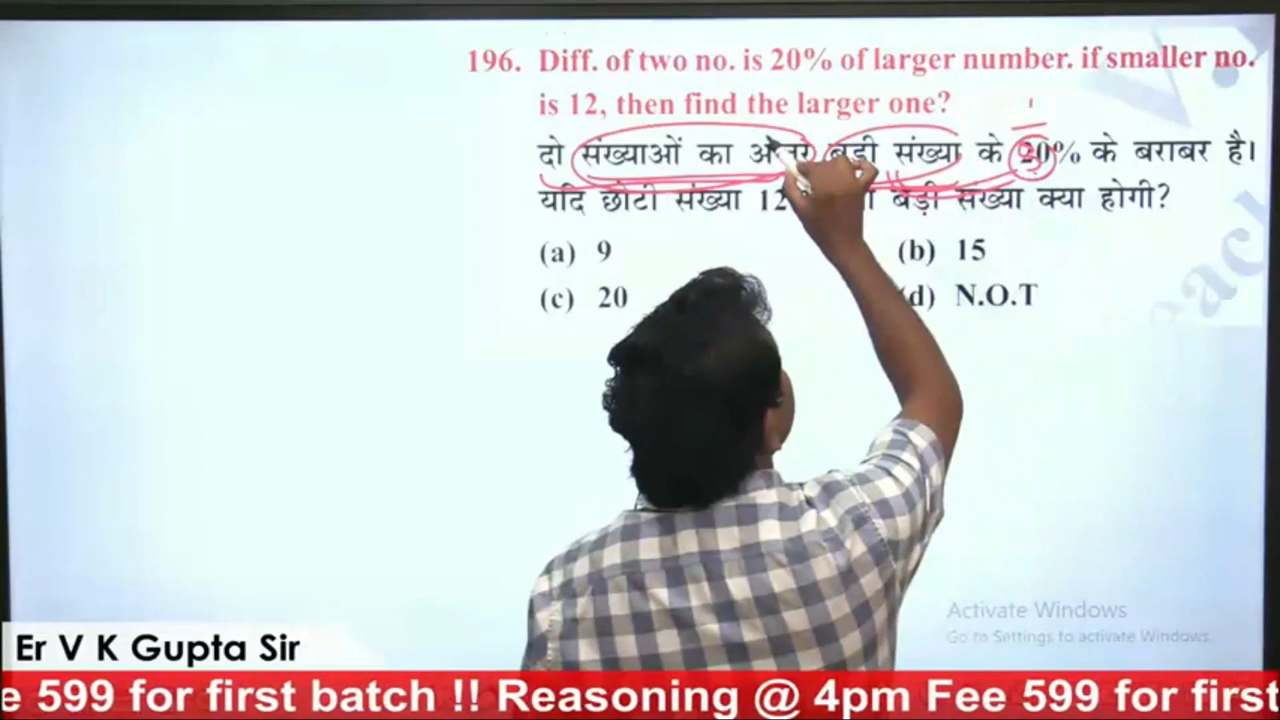 196. Diff. of two no. is 20% of larger number. if smaller no.
is 12, then find the larger one?
दो संख्याओं का अंतर बड़ी संख्या के 20% के बराबर है।
यदि छोटी संख्या 12 बड़ी संख्या क्या होगी?
(a) 9
(b) 15
(c) 20
(d) N.O.T
Activate Windows
Go to Settings to activate Windows.
Er V K Gupta Sir
e 599 for first batch !! Reasoning @ 4pm Fee 599 for first